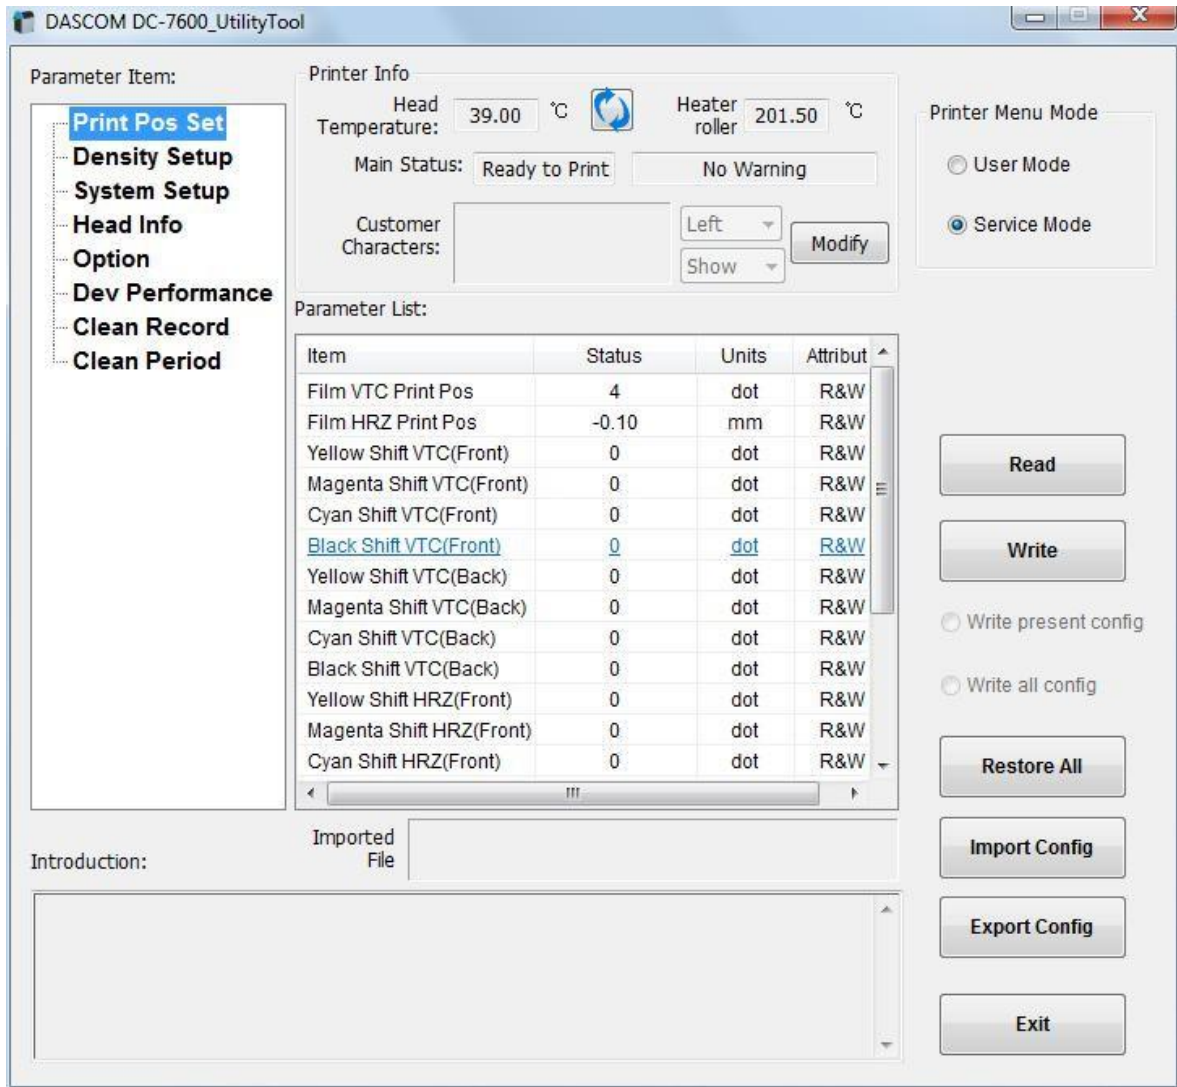 DASCOM DC-7600_UtilityTool
Parameter Item:
Print Pos Set
Density Setup
System Setup
Head Info
Option
Dev Performance
Clean Record
Clean Period
Printer Info
Head Temperature: 39.00 ℃
Heater roller 201.50 ℃
Main Status: Ready to Print No Warning
Customer Characters:
Left
Show
Modify
Printer Menu Mode
User Mode
Service Mode
Parameter List:
Item Status Units Attribut
Film VTC Print Pos 4 dot R&W
Film HRZ Print Pos -0.10 mm R&W
Yellow Shift VTC(Front) 0 dot R&W
Magenta Shift VTC(Front) 0 dot R&W
Cyan Shift VTC(Front) 0 dot R&W
Black Shift VTC(Front) 0 dot R&W
Yellow Shift VTC(Back) 0 dot R&W
Magenta Shift VTC(Back) 0 dot R&W
Cyan Shift VTC(Back) 0 dot R&W
Black Shift VTC(Back) 0 dot R&W
Yellow Shift HRZ(Front) 0 dot R&W
Magenta Shift HRZ(Front) 0 dot R&W
Cyan Shift HRZ(Front) 0 dot R&W
Read
Write
Write present config
Write all config
Restore All
Import Config
Export Config
Exit
Imported File
Introduction: